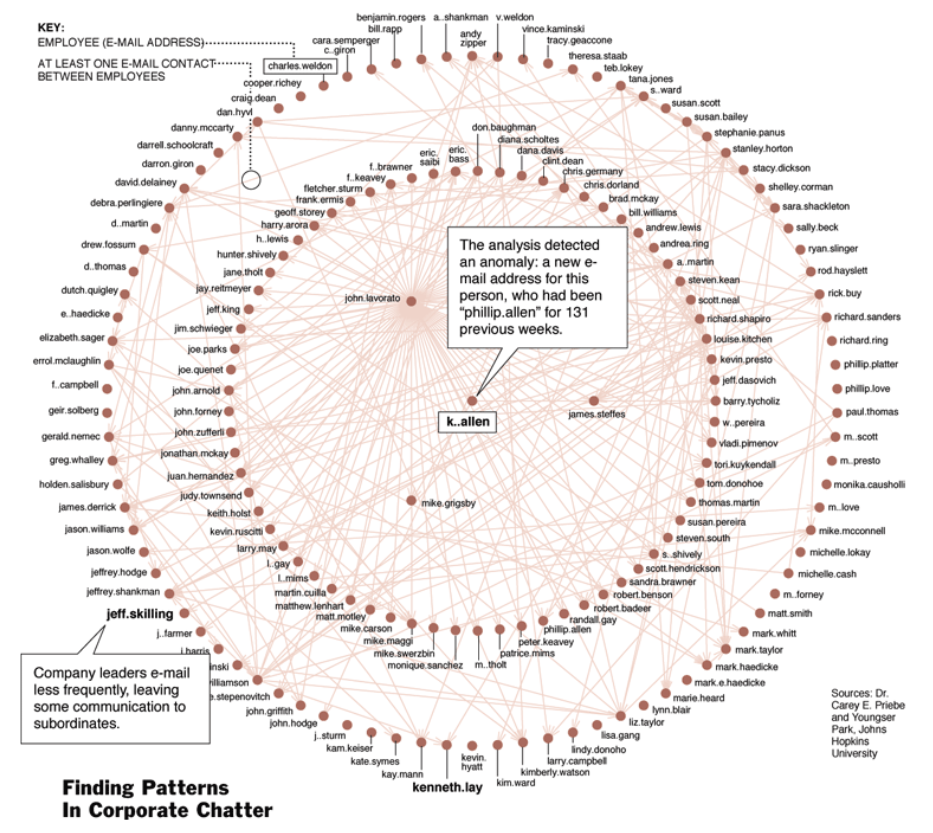 KEY:
EMPLOYEE (E-MAIL ADDRESS)
AT LEAST ONE E-MAIL CONTACT
BETWEEN EMPLOYEES
benjamin.rogers
bill.rapp
cara.semperger
c..giron
charles.weldon
cooper.richey
craig.dean
dan.hyvl
danny.mccarty
darrell.schoolcraft
darron.giron
david.delainey
debra.perlingiere
d..martin
drew.fossum
d..thomas
dutch.quigley
e..haedicke
elizabeth.sager
errol.mclaughlin
f..campbell
geir.solberg
gerald.nemec
greg.whalley
holden.salisbury
james.derrick
jason.williams
jason.wolfe
jeffrey.hodge
jeffrey.shankman
jeff.skilling
j..farmer
j.harris
inski
illiamson
e.stepenovitch
john.griffith
john.hodge
j..sturm
kam.keiser
kate.symes
kay.mann
kenneth.lay
kevin.
hyatt
kim.ward
kimberly.watson
larry.campbell
lindy.donoho
lisa.gang
liz.taylor
lynn.blair
marie.heard
mark.e.haedicke
mark.haedicke
mark.taylor
mark.whitt
matt.smith
m..forney
michelle.cash
michelle.lokay
mike.mcconnell
m..love
monika.causholli
m..presto
m..scott
paul.thomas
phillip.love
phillip.platter
richard.ring
richard.sanders
rick.buy
rod.hayslett
ryan.slinger
sally.beck
sara.shackleton
shelley.corman
stacy.dickson
stanley.horton
stephanie.panus
susan.bailey
susan.scott
s..ward
tana.jones
teb.lokey
theresa.staab
tracy.geaccone
vince.kaminski
v.weldon
andy
zipper
a..shankman
don.baughman
diana.scholtes
dana.davis
clint.dean
chris.germany
chris.dorland
brad.mckay
bill.williams
andrew.lewis
andrea.ring
a..martin
steven.kean
scott.neal
richard.shapiro
louise.kitchen
kevin.presto
jeff.dasovich
barry.tycholiz
w..pereira
vladi.pimenov
tori.kuykendall
tom.donohoe
thomas.martin
susan.pereira
steven.south
s..shively
scott.hendrickson
sandra.brawner
robert.benson
robert.badeer
randall.gay
phillip.allen
peter.keavey
patrice.mims
m..tholt
monique.sanchez
mike.swerzbin
mike.maggi
mike.carson
matt.motley
matthew.lenhart
martin.cuilla
l..mims
l..gay
larry.may
kevin.ruscitti
keith.holst
judy.townsend
juan.hernandez
jonathan.mckay
john.zufferli
john.forney
john.arnold
joe.quenet
joe.parks
jim.schwieger
jeff.king
jay.reitmeyer
jane.tholt
hunter.shively
h..lewis
harry.arora
geoff.storey
frank.ermis
fletcher.sturm
f..keavey
f..brawner
eric.
saibi
eric.
bass
john.lavorato
The analysis detected
an anomaly: a new e-
mail address for this
person, who had been
“phillip.allen” for 131
previous weeks.
k..allen
james.steffes
mike.grigsby
Company leaders e-mail
less frequently, leaving
some communication to
subordinates.
Sources: Dr.
Carey E. Priebe
and Youngser
Park, Johns
Hopkins
University
Finding Patterns
In Corporate Chatter